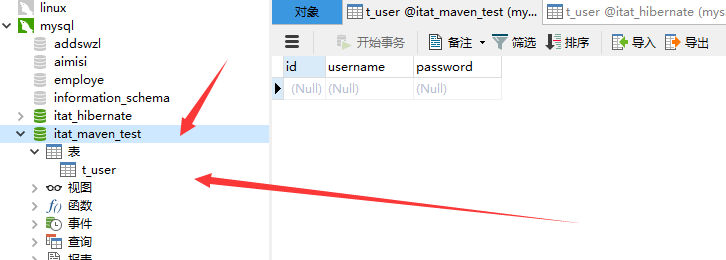 linux
mysql
addswzl
aimisi
employe
information_schema
itat_hibernate
itat_maven_test
表
t_user
视图
函数
事件
查询
对象 t_user @itat_maven_test (my... t_user @itat_hibernate (mys
开始事务 备注 筛选 排序 导入 导出
id username password
(Null) (Null) (Null)